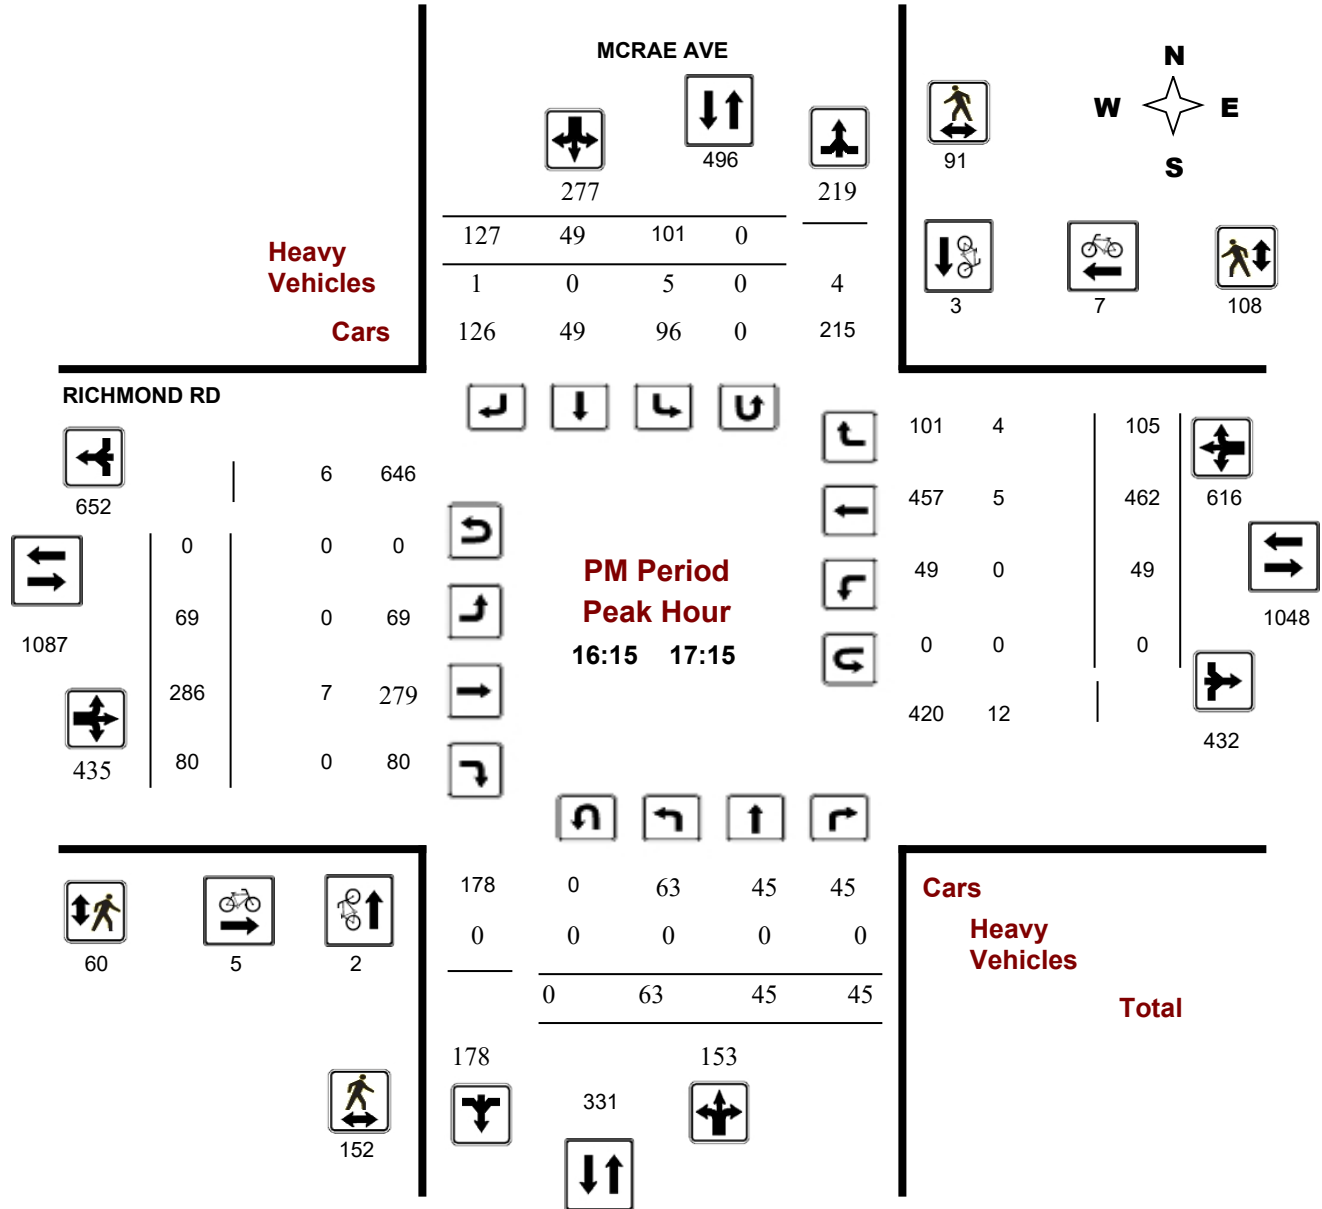 MCRAE AVE
N
W E
S
496
91
277 219
127 49 101 0
Heavy
Vehicles 1 0 5 0 4
Cars 126 49 96 0 215
3 7 108
RICHMOND RD
101 4 105
6 646
652
457 5 462 616
0 0 0
PM Period
49 0 49
Peak Hour
69 0 69
1087
16:15 17:15
0 0 0
1048
286 7 279
420 12
432
435 80 0 80
178 0 63 45 45 Cars
0 0 0 0 0 Heavy
Vehicles
60 5 2
0 63 45 45 Total
178 153
331
152